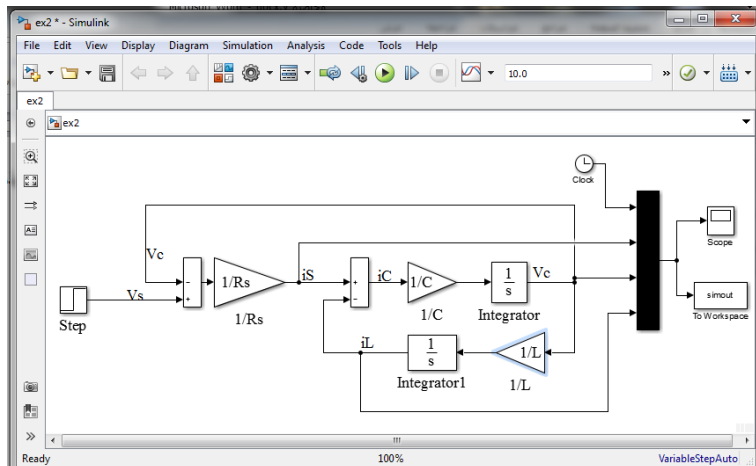 ex2 * - Simulink
File Edit View Display Diagram Simulation Analysis Code Tools Help
10.0
»
ex2
ex2
Clock
Vc
Scope
1/Rs
iS
iC
1/C
1
s
Vc
simout
To Workspace
Vs
Step
1/Rs
1/C
Integrator
iL
1
s
1/L
Integrator1
1/L
»
Ready 100% VariableStepAuto